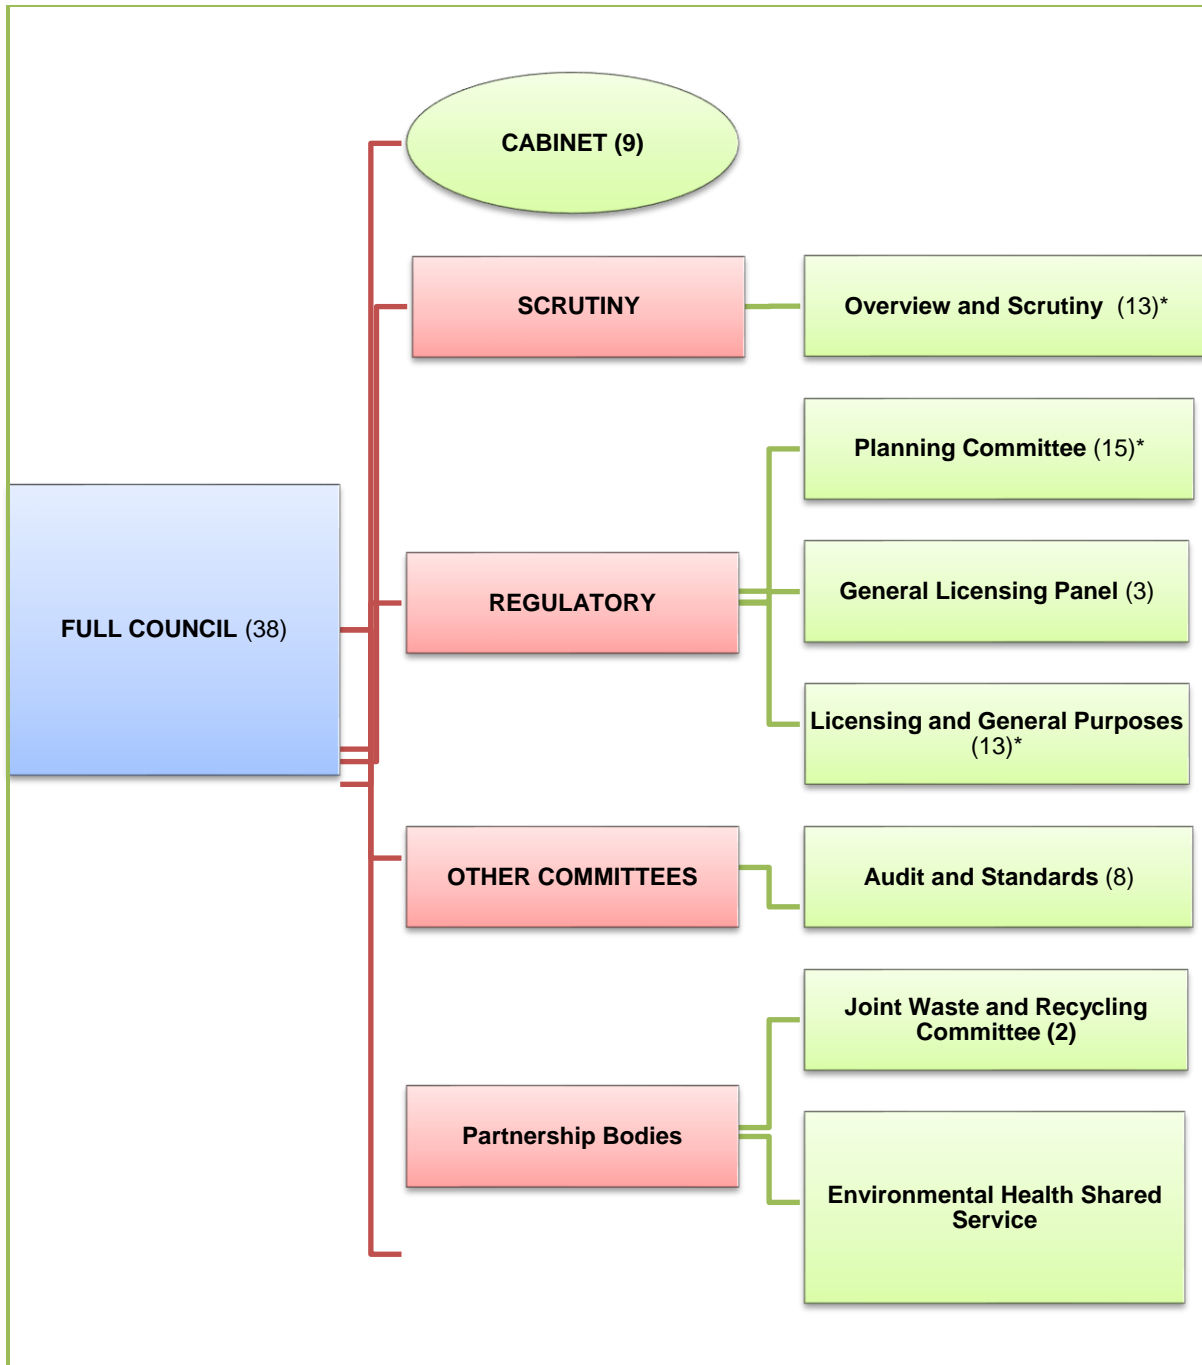 CABINET (9)
SCRUTINY
Overview and Scrutiny (13)*
Planning Committee (15)*
FULL COUNCIL (38)
REGULATORY
General Licensing Panel (3)
Licensing and General Purposes
(13)*
OTHER COMMITTEES
Audit and Standards (8)
Joint Waste and Recycling
Committee (2)
Partnership Bodies
Environmental Health Shared
Service